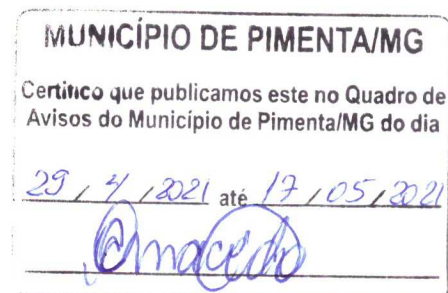 MUNICÍPIO DE PIMENTA/MG
Certifico que publicamos este no Quadro de
Avisos do Município de Pimenta/MG do dia
29 / 4 / 2021 até 17 / 05 / 2021